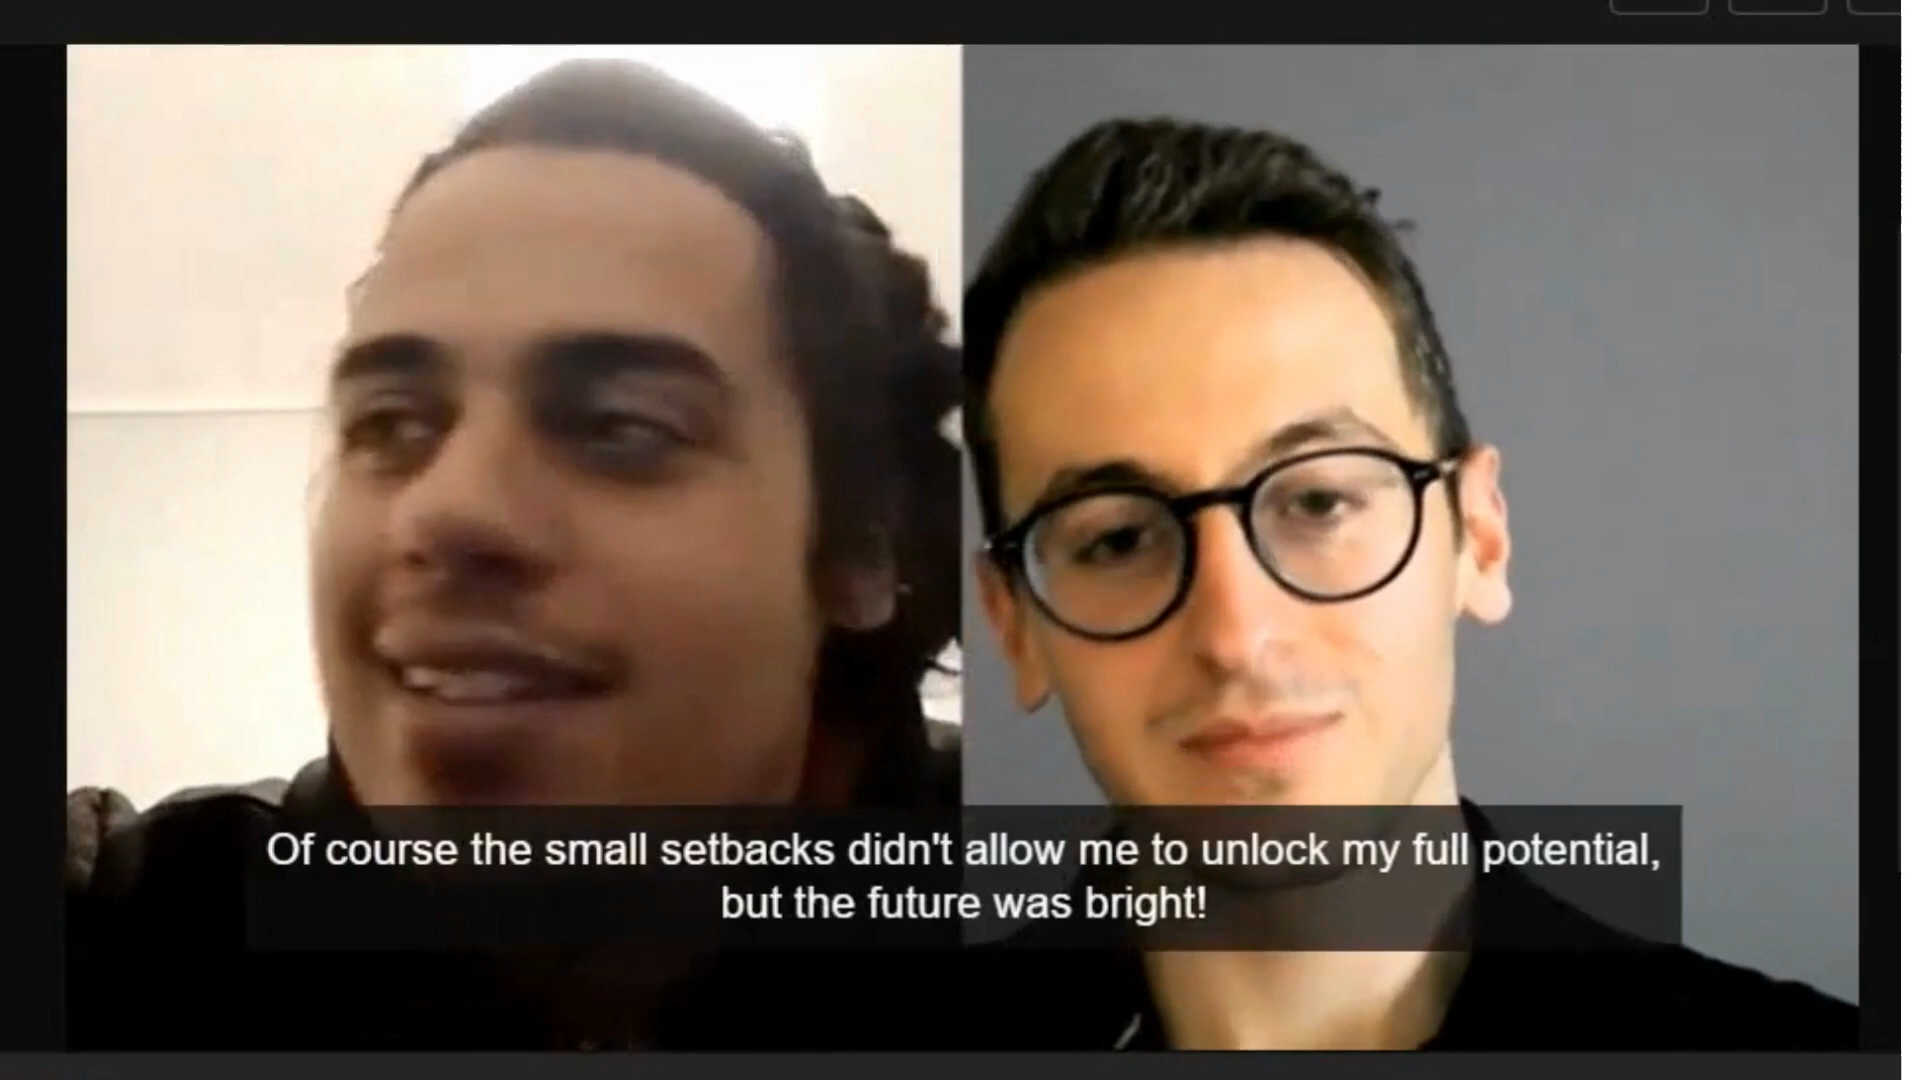 Of course the small setbacks didn't allow me to unlock my full potential,
but the future was bright!